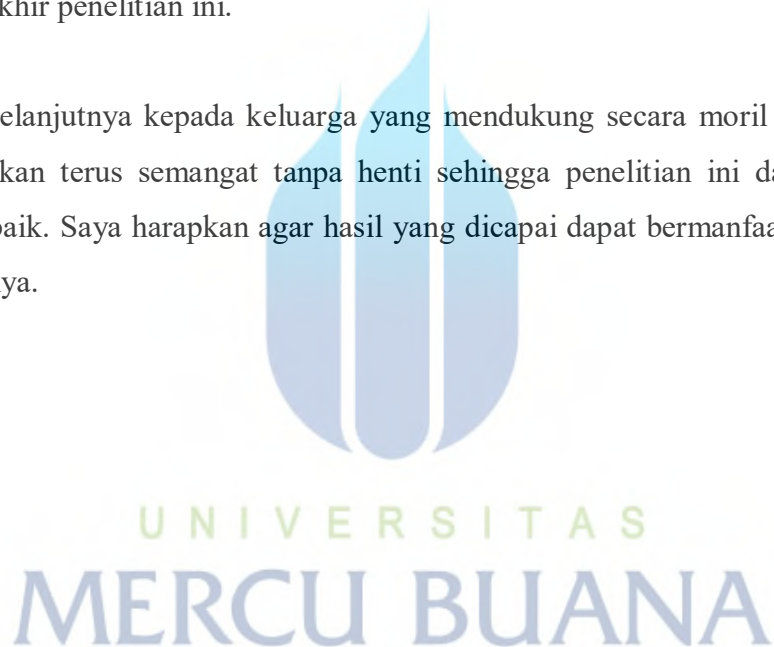 khir penelitian ini.
elanjutnya kepada keluarga yang mendukung secara moril
kan terus semangat tanpa henti sehingga penelitian ini da
baik. Saya harapkan agar hasil yang dicapai dapat bermanfaa
ya.
UNIVERSITAS
MERCU BUANA